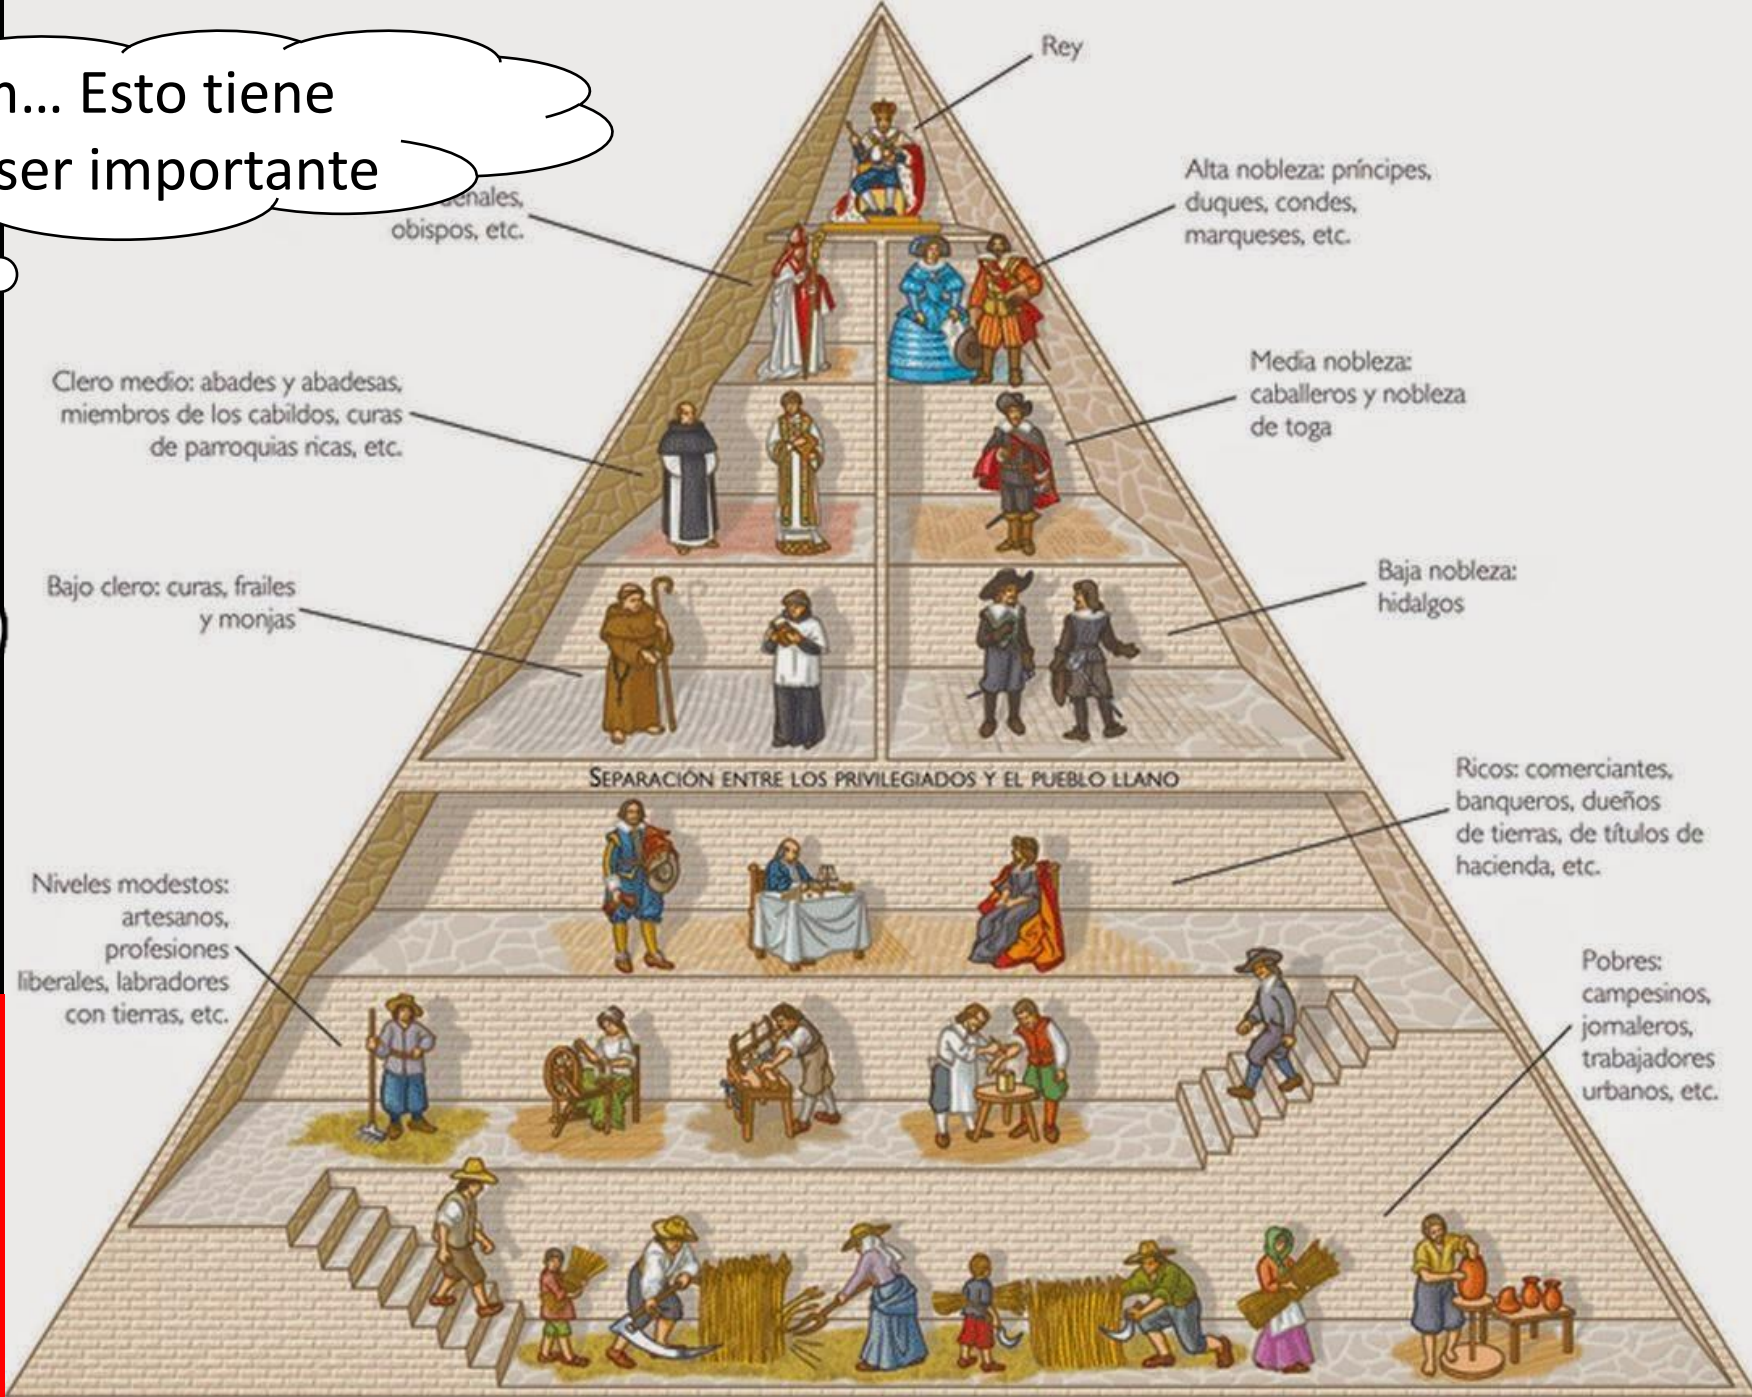 … Esto tiene
ser importante
Rey
obispos, etc.
Alta nobleza: príncipes,
duques, condes,
marqueses, etc.
Clero medio: abades y abadesas,
miembros de los cabildos, curas
de parroquias ricas, etc.
Media nobleza:
caballeros y nobleza
de toga
Bajo clero: curas, frailes
y monjas
Baja nobleza:
hidalgos
SEPARACIÓN ENTRE LOS PRIVILEGIADOS Y EL PUEBLO LLANO
Ricos: comerciantes,
banqueros, dueños
de tierras, de títulos de
hacienda, etc.
Niveles modestos:
artesanos,
profesiones
liberales, labradores
con tierras, etc.
Pobres:
campesinos,
jornaleros,
trabajadores
urbanos, etc.